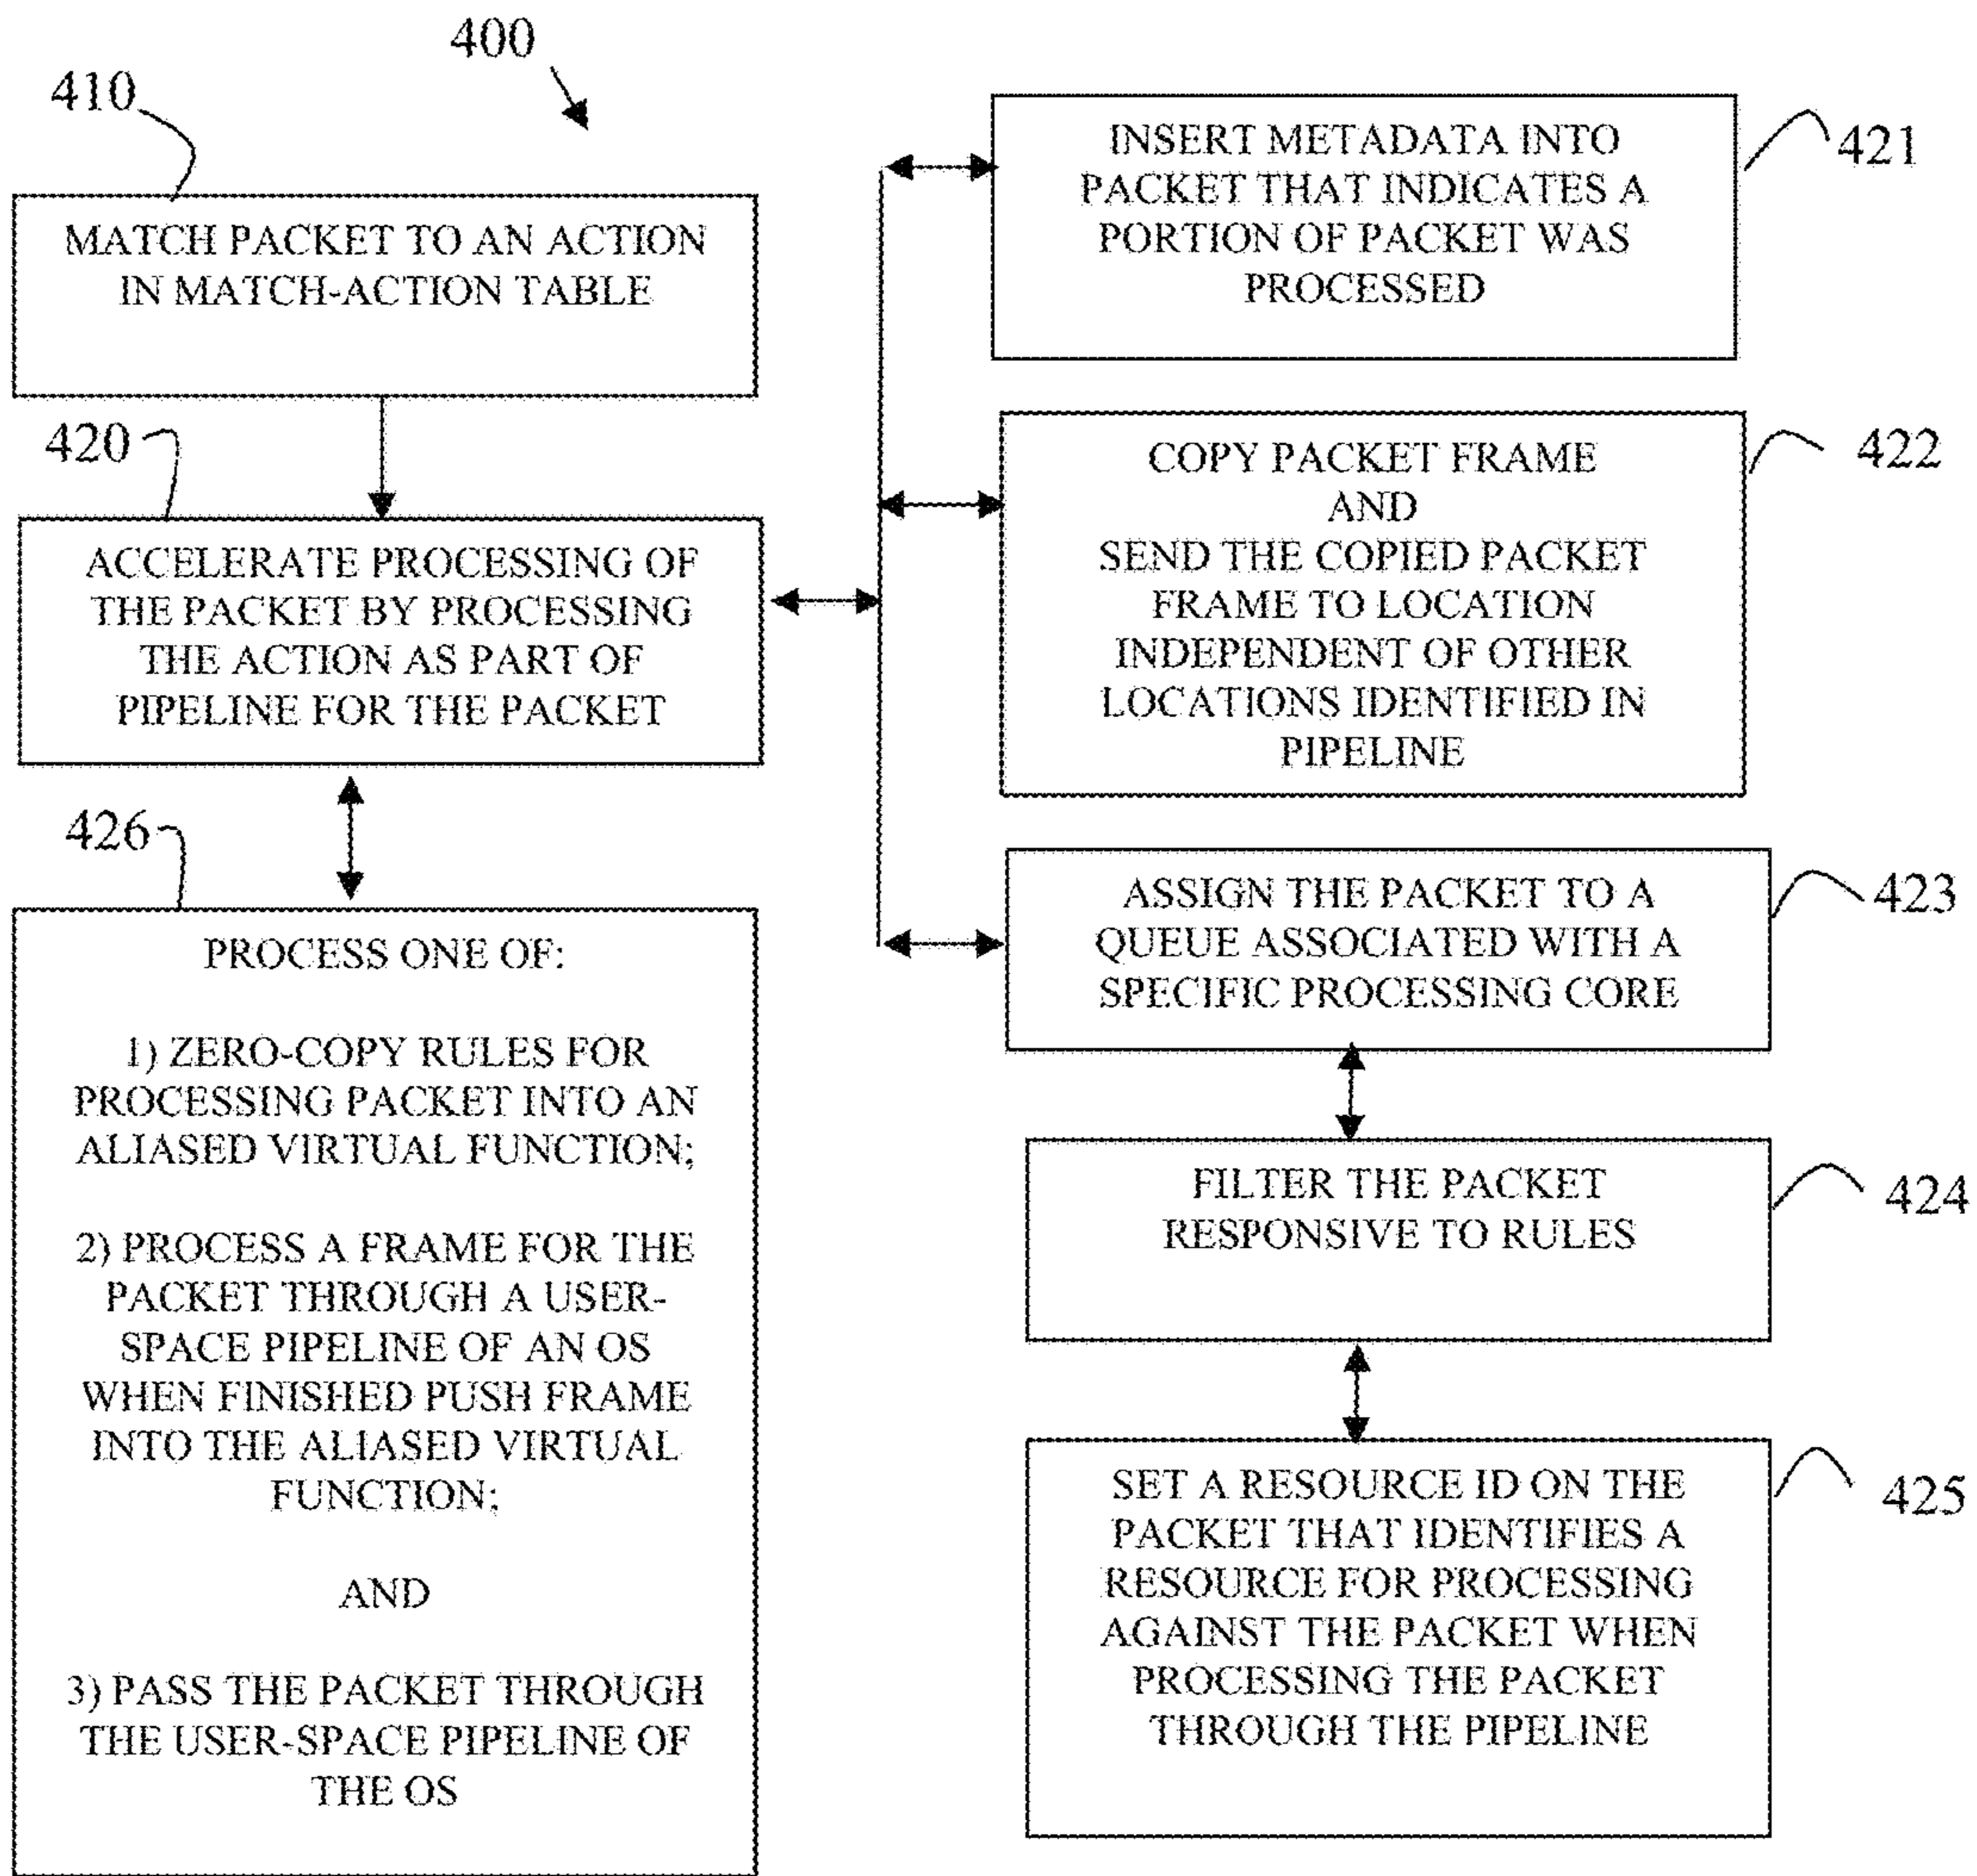 400
410
MATCH PACKET TO AN ACTION
IN MATCH-ACTION TABLE
420
ACCELERATE PROCESSING OF
THE PACKET BY PROCESSING
THE ACTION AS PART OF
PIPELINE FOR THE PACKET
426
PROCESS ONE OF:
1) ZERO-COPY RULES FOR
PROCESSING PACKET INTO AN
ALIASED VIRTUAL FUNCTION;
2) PROCESS A FRAME FOR THE
PACKET THROUGH A USER-
SPACE PIPELINE OF AN OS
WHEN FINISHED PUSH FRAME
INTO THE ALIASED VIRTUAL
FUNCTION;
AND
3) PASS THE PACKET THROUGH
THE USER-SPACE PIPELINE OF
THE OS
INSERT METADATA INTO
PACKET THAT INDICATES A
PORTION OF PACKET WAS
PROCESSED
421
COPY PACKET FRAME
AND
SEND THE COPIED PACKET
FRAME TO LOCATION
INDEPENDENT OF OTHER
LOCATIONS IDENTIFIED IN
PIPELINE
422
ASSIGN THE PACKET TO A
QUEUE ASSOCIATED WITH A
SPECIFIC PROCESSING CORE
423
FILTER THE PACKET
RESPONSIVE TO RULES
424
SET A RESOURCE ID ON THE
PACKET THAT IDENTIFIES A
RESOURCE FOR PROCESSING
AGAINST THE PACKET WHEN
PROCESSING THE PACKET
THROUGH THE PIPELINE
425